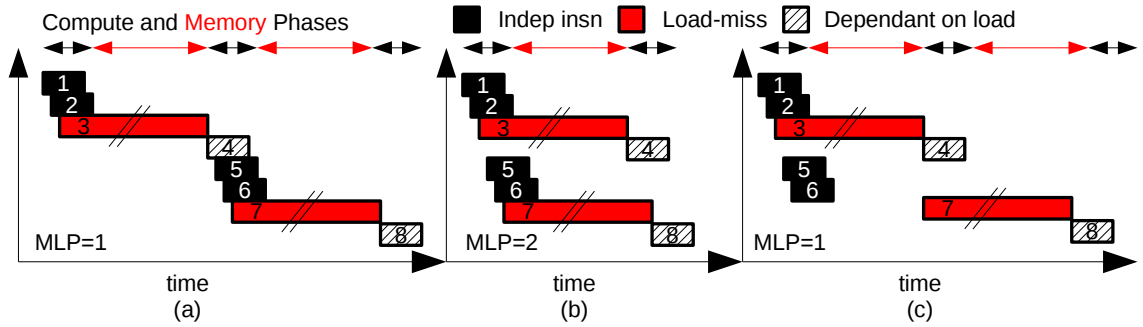 Compute and Memory Phases
Indep insn
Load-miss
Dependant on load
1
2
3
4
5
6
7
8
MLP=1
time
(a)
1
2
3
4
5
6
7
8
MLP=2
time
(b)
1
2
3
4
5
6
7
8
MLP=1
time
(c)